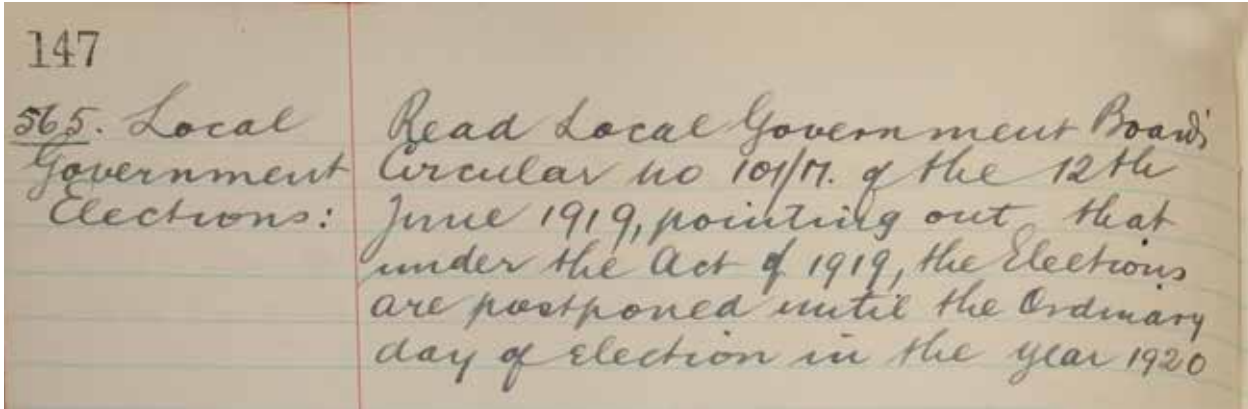 147
565. Local
Government
Elections:
Read Local Government Board's
Circular no 101/M. of the 12th
June 1919, pointing out that
under the Act of 1919, the Elections
are postponed until the Ordinary
day of Election in the year 1920